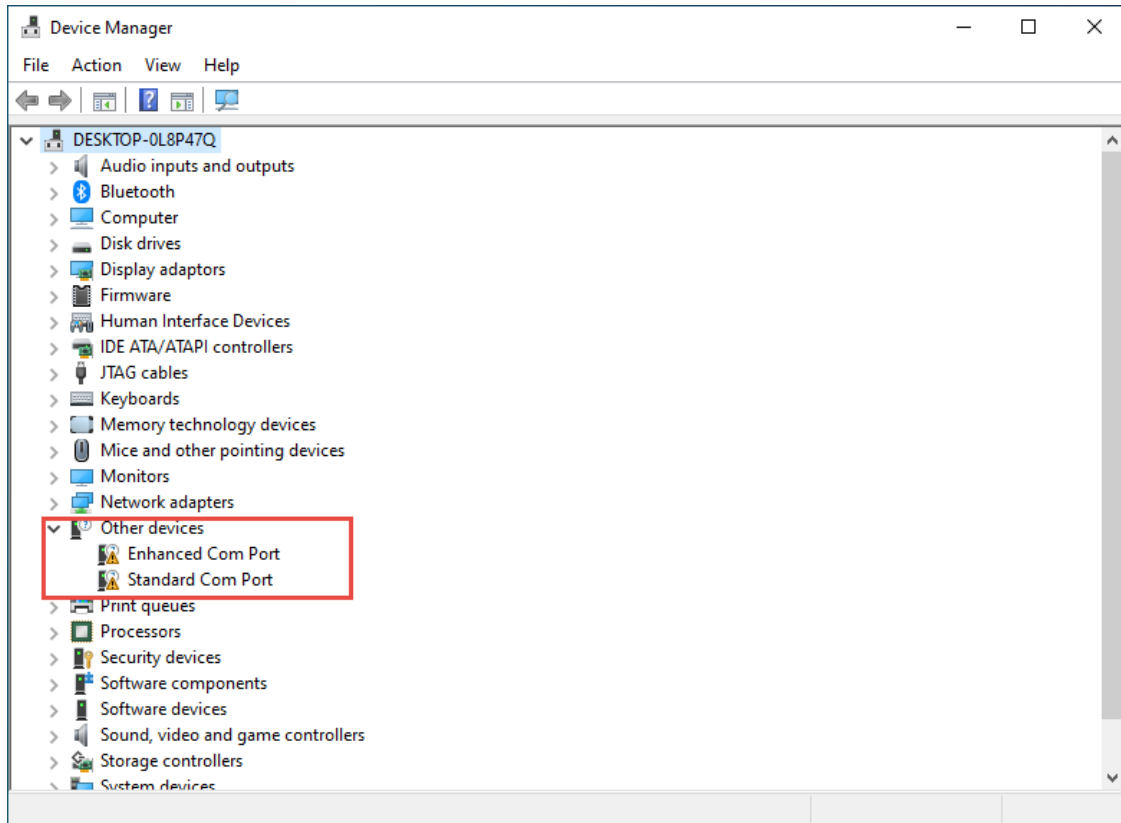 Device Manager
File Action View Help
DESKTOP-0L8P47Q
Audio inputs and outputs
Bluetooth
Computer
Disk drives
Display adaptors
Firmware
Human Interface Devices
IDE ATA/ATAPI controllers
JTAG cables
Keyboards
Memory technology devices
Mice and other pointing devices
Monitors
Network adapters
Other devices
Enhanced Com Port
Standard Com Port
Print queues
Processors
Security devices
Software components
Software devices
Sound, video and game controllers
Storage controllers
System devices